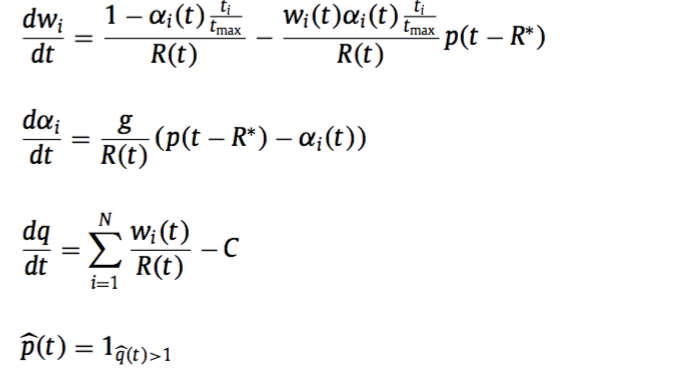 dw_i/dt = (1 − α_i(t) t_i/t_max)/R(t) − (w_i(t)α_i(t) t_i/t_max)/R(t) p(t − R*)
dα_i/dt = g/R(t) (p(t − R*) − α_i(t))
dq/dt = ∑_{i=1}^{N} w_i(t)/R(t) − C
p̂(t) = 1_{q̂(t)>1}